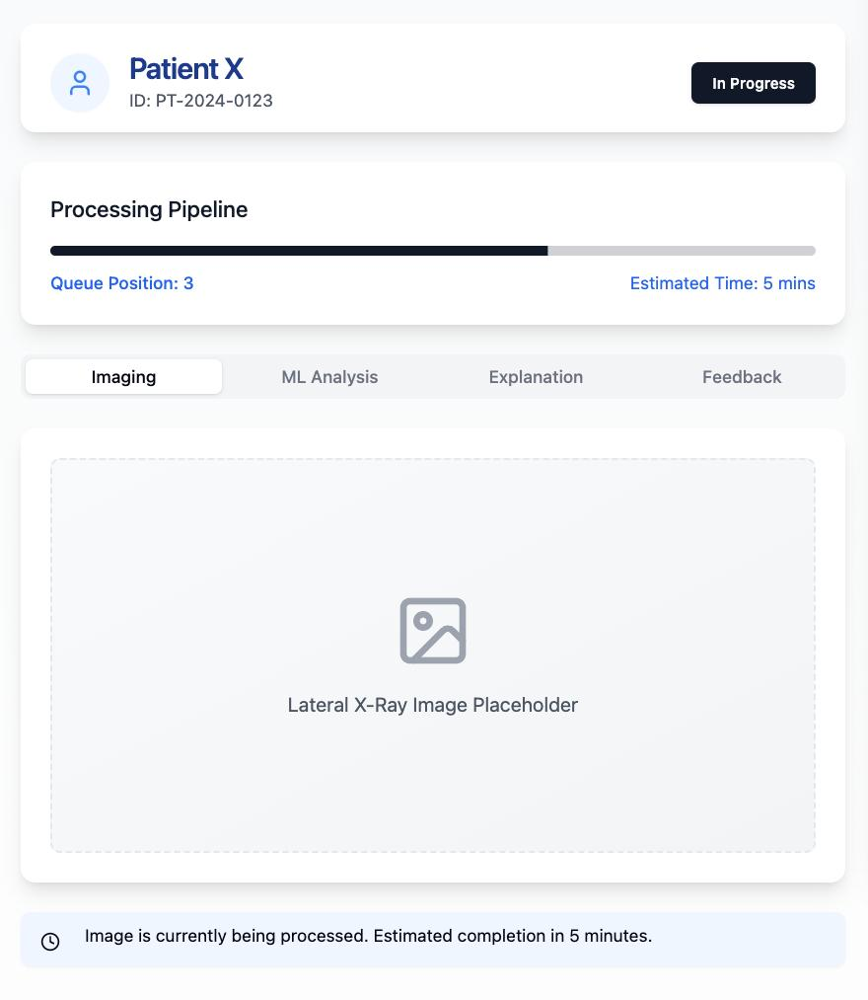 Patient X
ID: PT-2024-0123
In Progress
Processing Pipeline
Queue Position: 3
Estimated Time: 5 mins
Imaging
ML Analysis
Explanation
Feedback
Lateral X-Ray Image Placeholder
Image is currently being processed. Estimated completion in 5 minutes.